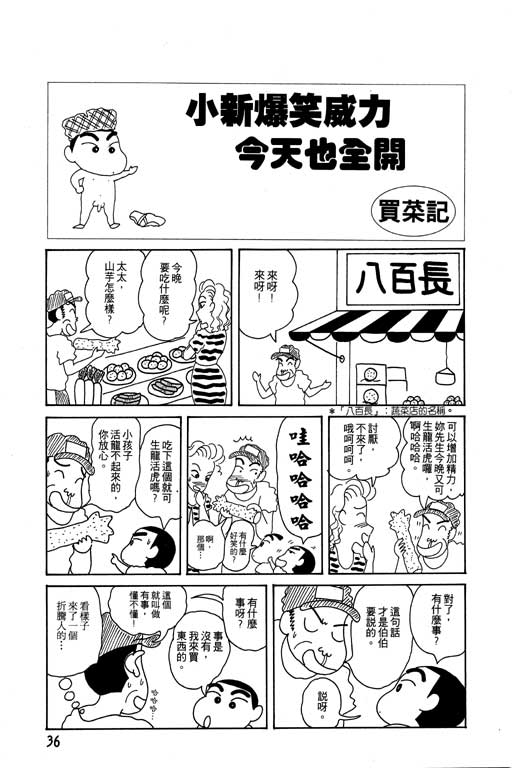 小新爆笑威力
今天也全開
買菜記
八百長
來呀！
來呀！
＊「八百長」：蔬菜店的名稱。
今晚
要吃什麼呢？
太太，
山芋怎麼樣？
可以增加精力，
妳先生今晚又可
生龍活虎囉
啊哈哈哈。
討厭，
不來了，
哦呵呵呵。
哇哈哈哈哈
有什麼
好笑的？
啊，
那個…
吃下這個就可
生龍活虎嗎？
小孩子
活龍不起來的，
你放心。
對了，
有什麼事？
這句話
才是伯伯
要說的。
説呀。
有什麼
事呀？
事是
沒有，
我來買
東西的。
這個
就叫做
有事，
懂不懂！
哈哈哈…
看樣子
來了一個
折騰人的…
36